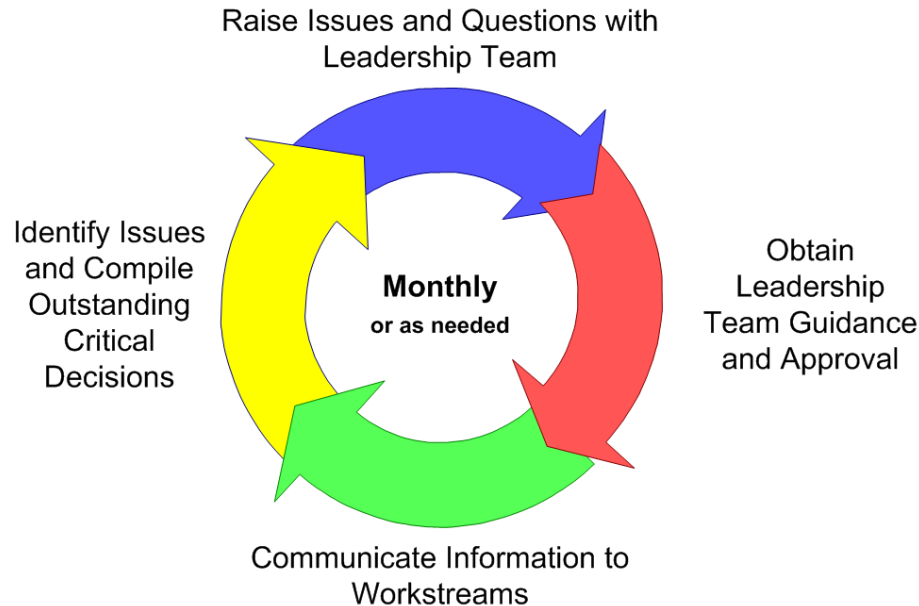 Raise Issues and Questions with
Leadership Team
Identify Issues
and Compile
Outstanding
Critical
Decisions
Monthly
or as needed
Obtain
Leadership
Team Guidance
and Approval
Communicate Information to
Workstreams